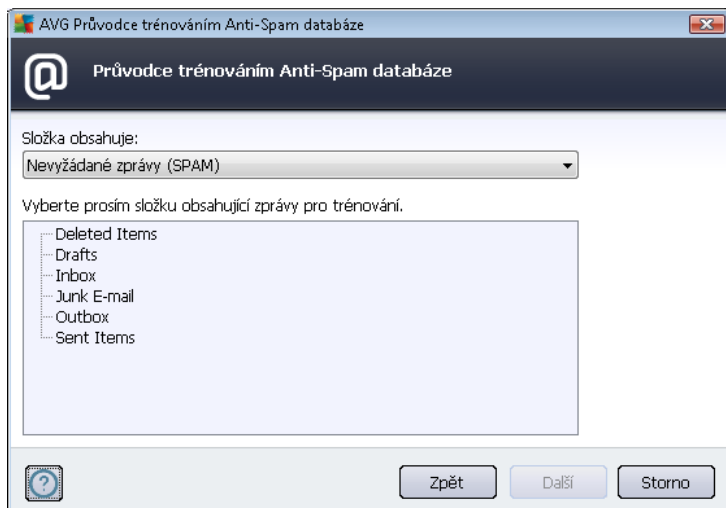 AVG Průvodce trénováním Anti-Spam databáze
@ Průvodce trénováním Anti-Spam databáze
Složka obsahuje:
Nevyžádané zprávy (SPAM)
Vyberte prosím složku obsahující zprávy pro trénování.
Deleted Items
Drafts
Inbox
Junk E-mail
Outbox
Sent Items
? Zpět Další Storno